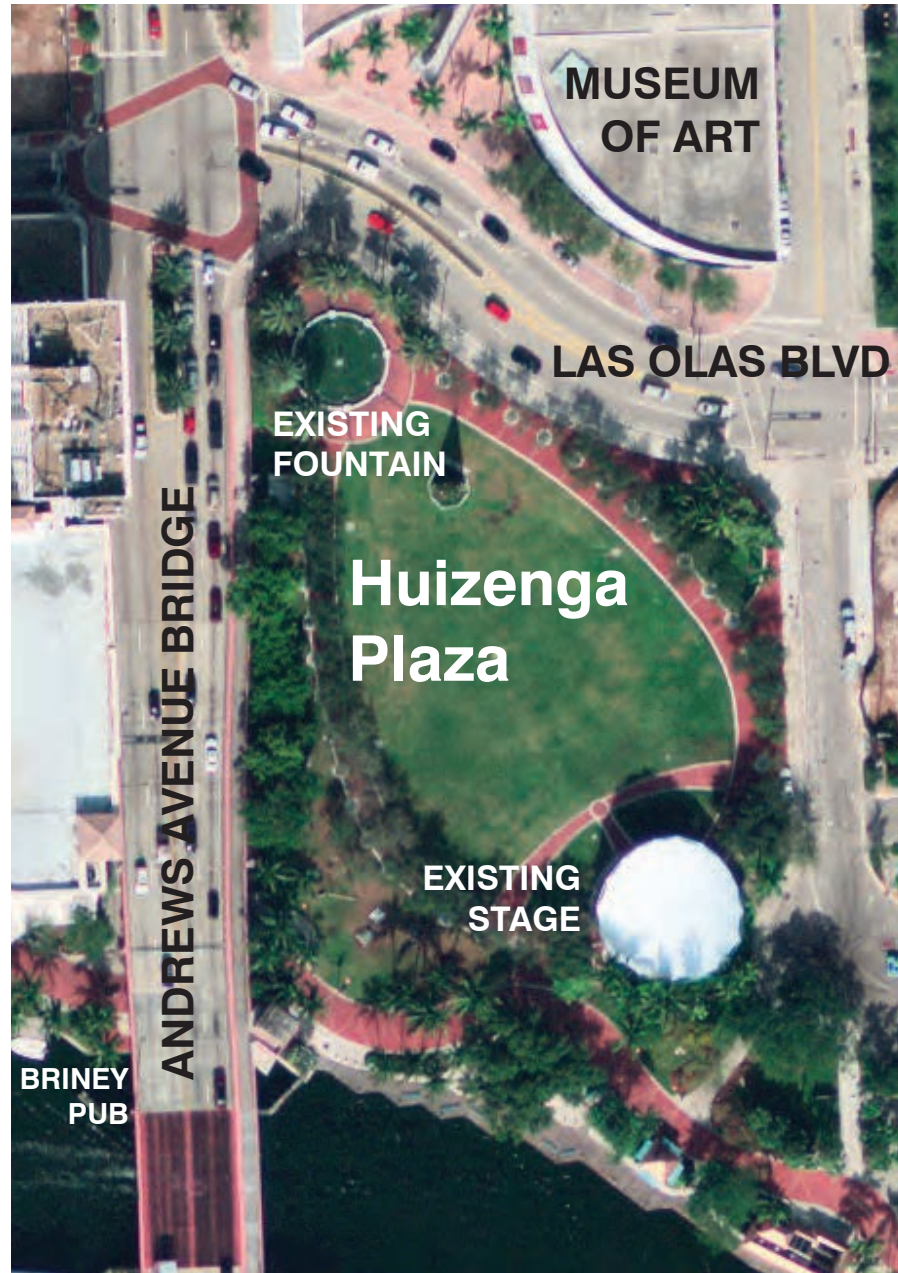 MUSEUM
OF ART
LAS OLAS BLVD
EXISTING
FOUNTAIN
Huizenga
Plaza
ANDREWS AVENUE BRIDGE
EXISTING
STAGE
BRINEY
PUB